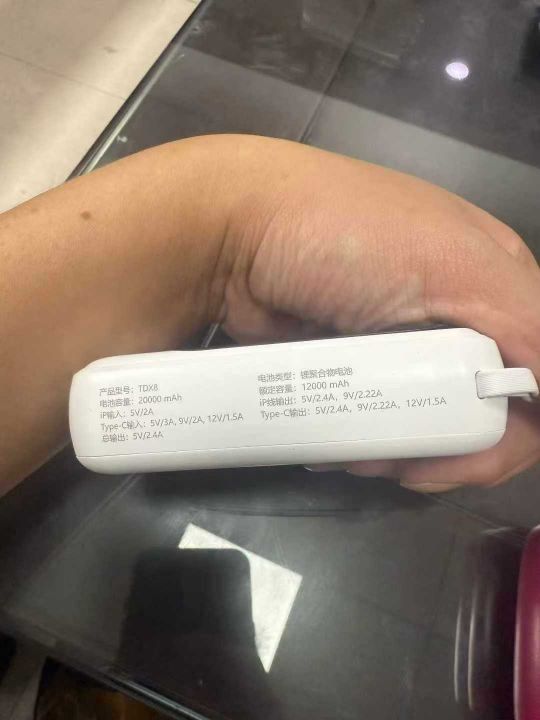 产品型号：TDX8
电池容量：20000 mAh
iP输入：5V/2A
Type-C输入：5V/3A, 9V/2A, 12V/1.5A
总输出：5V/2.4A
电池类型：锂聚合物电池
额定容量：12000 mAh
iP线输出：5V/2.4A，9V/2.22A
Type-C输出：5V/2.4A，9V/2.22A，12V/1.5A